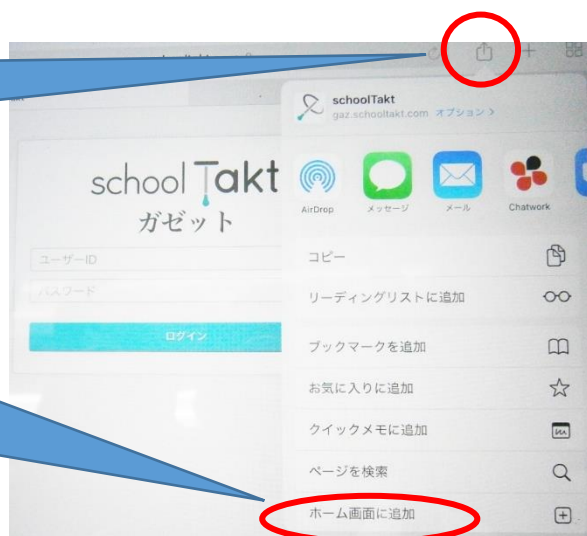 schoolTakt
gaz.schooltakt.com オプション >
school Takt
ガゼット
ユーザーID
パスワード
ログイン
AirDrop
メッセージ
メール
Chatwork
コピー
リーディングリストに追加
ブックマークを追加
お気に入りに追加
クイックメモに追加
ページを検索
ホーム画面に追加